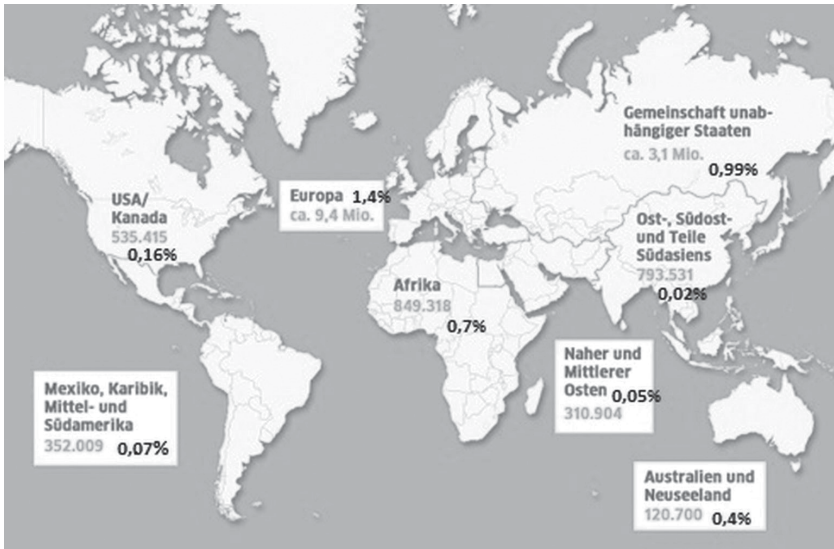 Gemeinschaft unab-
hängiger Staaten
ca. 3,1 Mio.
0,99%
USA/
Kanada
535.415
0,16%
Europa 1,4%
ca. 9,4 Mio.
Ost-, Südost-
und Teile
Südasiens
793.531
0,02%
Afrika
849.318
0,7%
Naher und
Mittlerer
Osten 0,05%
310.904
Mexiko, Karibik,
Mittel- und
Südamerika
352.009 0,07%
Australien und
Neuseeland
120.700 0,4%